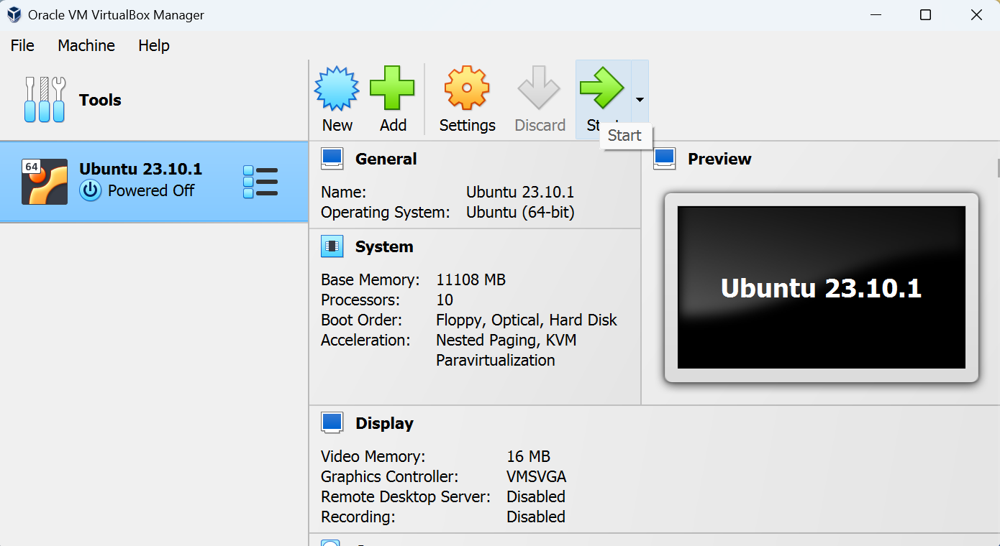 Oracle VM VirtualBox Manager
File Machine Help
Tools
New Add Settings Discard
Start
64
Ubuntu 23.10.1
Powered Off
General
Name: Ubuntu 23.10.1
Operating System: Ubuntu (64-bit)
System
Base Memory: 11108 MB
Processors: 10
Boot Order: Floppy, Optical, Hard Disk
Acceleration: Nested Paging, KVM
Paravirtualization
Preview
Ubuntu 23.10.1
Display
Video Memory: 16 MB
Graphics Controller: VMSVGA
Remote Desktop Server: Disabled
Recording: Disabled